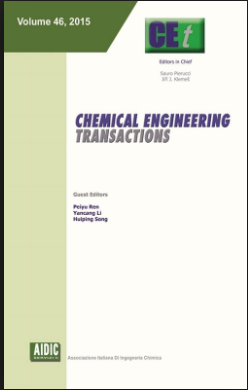 Volume 46, 2015
CEt
Editors in Chief
Sauro Pierucci
Jiří J. Klemeš
CHEMICAL ENGINEERING
TRANSACTIONS
Guest Editors
Peiyu Ren
Yancang Li
Huiping Song
AIDIC
Associazione Italiana Di Ingegneria Chimica